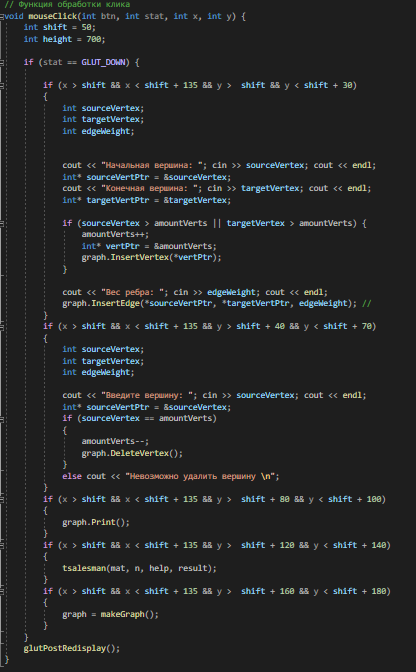 // Функция обработки клика
void mouseClick(int btn, int stat, int x, int y) {
    int shift = 50;
    int height = 700;

    if (stat == GLUT_DOWN) {

        if (x > shift && x < shift + 135 && y >  shift && y < shift + 30)
        {
            int sourceVertex;
            int targetVertex;
            int edgeWeight;


            cout << "Начальная вершина: "; cin >> sourceVertex; cout << endl;
            int* sourceVertPtr = &sourceVertex;
            cout << "Конечная вершина: "; cin >> targetVertex; cout << endl;
            int* targetVertPtr = &targetVertex;

            if (sourceVertex > amountVerts || targetVertex > amountVerts) {
                amountVerts++;
                int* vertPtr = &amountVerts;
                graph.InsertVertex(*vertPtr);
            }

            cout << "Вес ребра: "; cin >> edgeWeight; cout << endl;
            graph.InsertEdge(*sourceVertPtr, *targetVertPtr, edgeWeight); //
        }
        if (x > shift && x < shift + 135 && y > shift + 40 && y < shift + 70)
        {
            int sourceVertex;
            int targetVertex;
            int edgeWeight;

            cout << "Введите вершину: "; cin >> sourceVertex; cout << endl;
            int* sourceVertPtr = &sourceVertex;
            if (sourceVertex == amountVerts)
            {
                amountVerts--;
                graph.DeleteVertex();
            }
            else cout << "Невозможно удалить вершину \n";
        }
        if (x > shift && x < shift + 135 && y >  shift + 80 && y < shift + 100)
        {
            graph.Print();
        }
        if (x > shift && x < shift + 135 && y >  shift + 120 && y < shift + 140)
        {
            tsalesman(mat, n, help, result);
        }
        if (x > shift && x < shift + 135 && y >  shift + 160 && y < shift + 180)
        {
            graph = makeGraph();
        }
    }
    glutPostRedisplay();
}